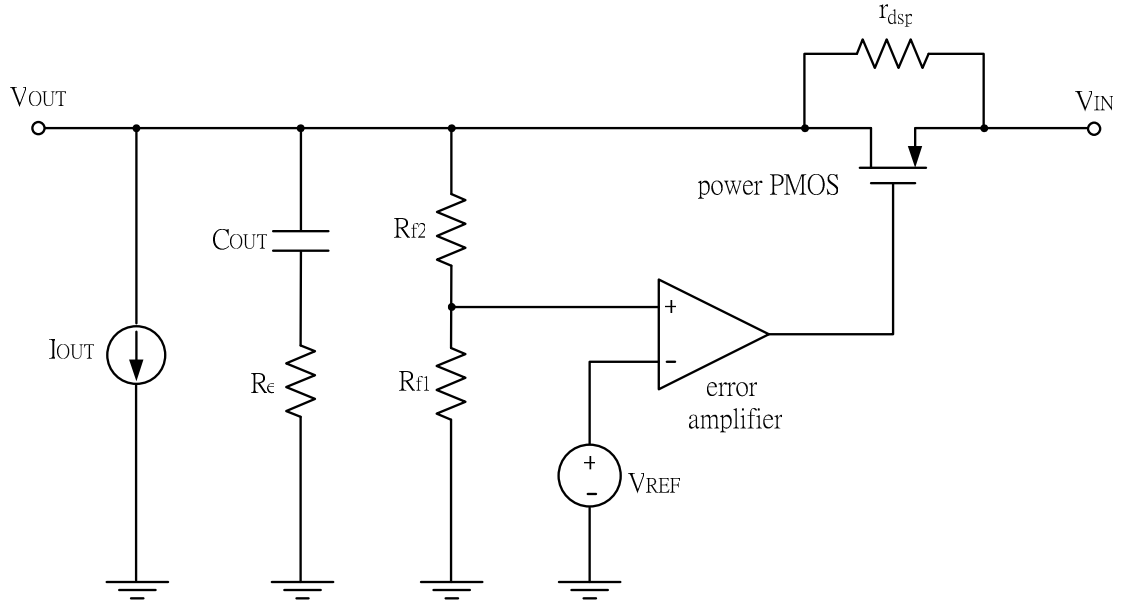 rdsp
VOUT
VIN
power PMOS
COUT
Rf2
+
IOUT
Re
Rf1
-
error
amplifier
+
VREF
-